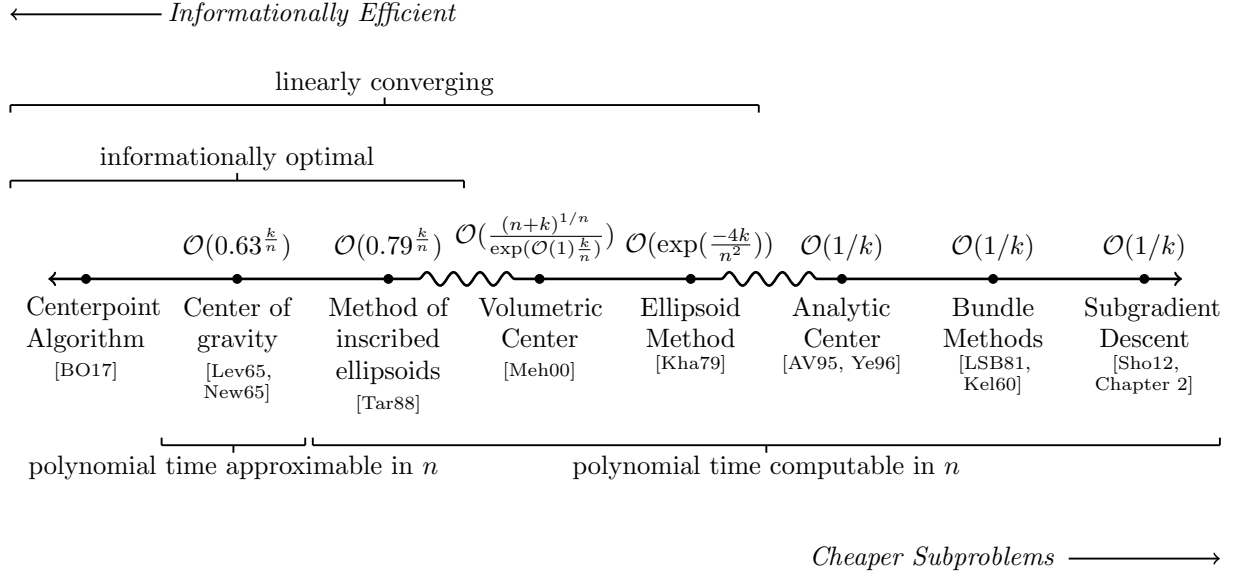 Informationally Efficient
linearly converging
informationally optimal
𝒪(0.63^{k/n}) 𝒪(0.79^{k/n}) 𝒪((n+k)^{1/n} / exp(𝒪(1) k/n)) 𝒪(exp(-4k/n²)) 𝒪(1/k) 𝒪(1/k) 𝒪(1/k)
Centerpoint
Algorithm
[BO17]
Center of
gravity
[Lev65,
New65]
Method of
inscribed
ellipsoids
[Tar88]
Volumetric
Center
[Meh00]
Ellipsoid
Method
[Kha79]
Analytic
Center
[AV95, Ye96]
Bundle
Methods
[LSB81,
Kel60]
Subgradient
Descent
[Sho12,
Chapter 2]
polynomial time approximable in n
polynomial time computable in n
Cheaper Subproblems